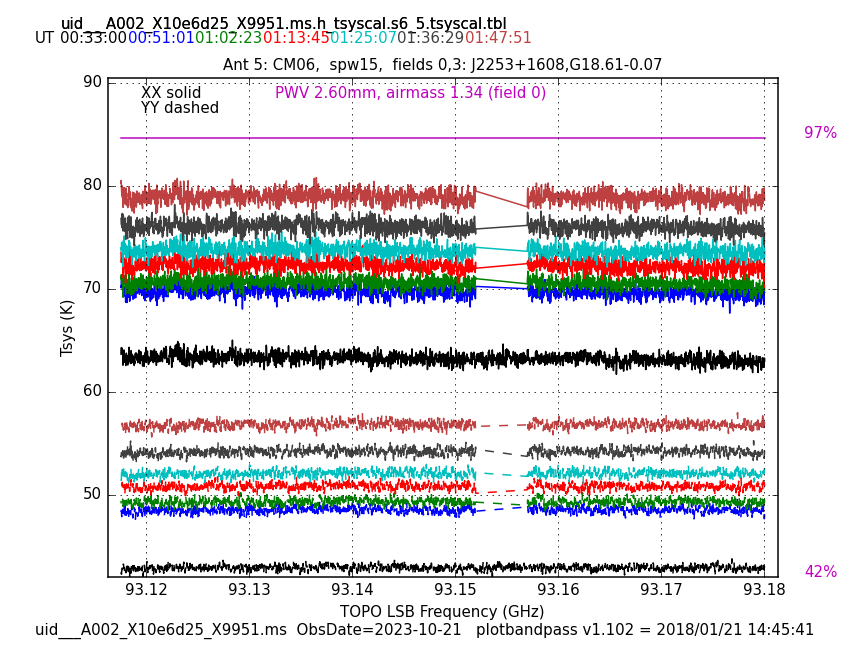 uid___A002_X10e6d25_X9951.ms.h_tsyscal.s6_5.tsyscal.tbl
UT 00:33:00 00:51:01 01:02:23 01:13:45 01:25:07 01:36:29 01:47:51
Ant 5: CM06,  spw15,  fields 0,3: J2253+1608,G18.61-0.07
XX solid
YY dashed
PWV 2.60mm, airmass 1.34 (field 0)
97%
42%
90
80
70
60
50
Tsys (K)
93.12 93.13 93.14 93.15 93.16 93.17 93.18
TOPO LSB Frequency (GHz)
uid___A002_X10e6d25_X9951.ms  ObsDate=2023-10-21   plotbandpass v1.102 = 2018/01/21 14:45:41